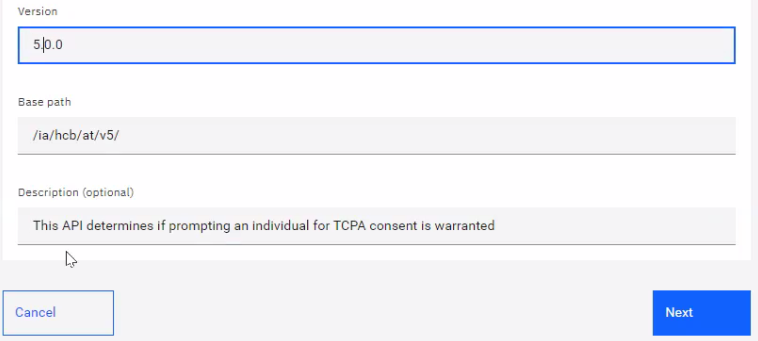 Version
5.0.0
Base path
/ia/hcb/at/v5/
Description (optional)
This API determines if prompting an individual for TCPA consent is warranted
Cancel
Next